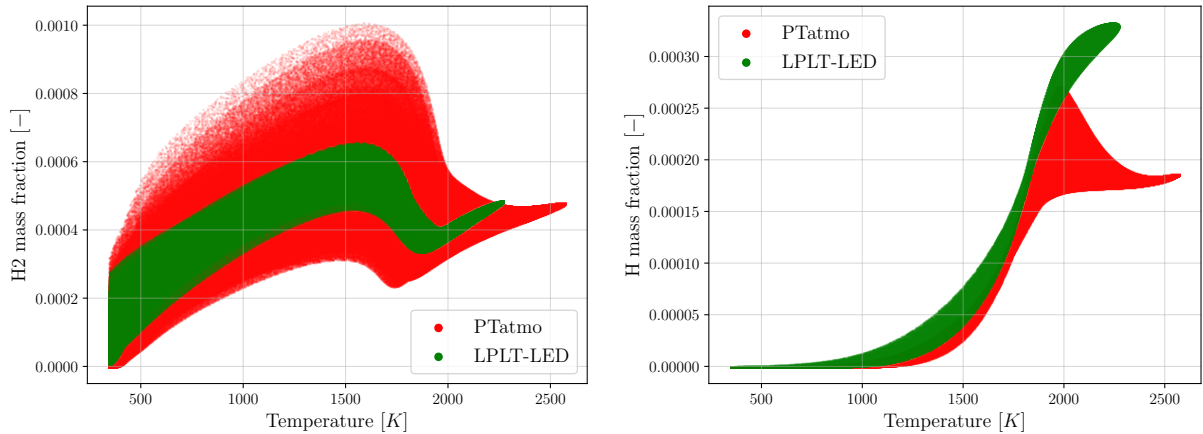 H2 mass fraction [−]
0.0010
0.0008
0.0006
0.0004
0.0002
0.0000
PTatmo
LPLT-LED
500
1000
1500
2000
2500
Temperature [K]
H mass fraction [−]
0.00030
0.00025
0.00020
0.00015
0.00010
0.00005
0.00000
PTatmo
LPLT-LED
500
1000
1500
2000
2500
Temperature [K]